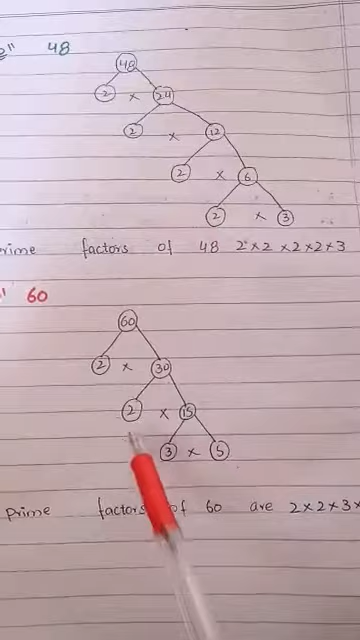 e" 48
48
2 × 24
2 × 12
2 × 6
2 × 3
rime factors of 48 2×2×2×2×3
" 60
60
2 × 30
2 × 15
3 × 5
Prime factors of 60 are 2×2×3×